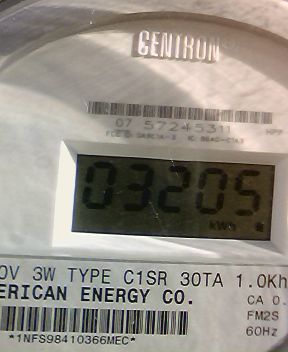 CENTRON
07 57245311
03205
kWh
0V 3W TYPE C1SR 30TA 1.0Kh
ERICAN ENERGY CO. CA 0.
FM2S
*1NFS98410366MEC* 60Hz